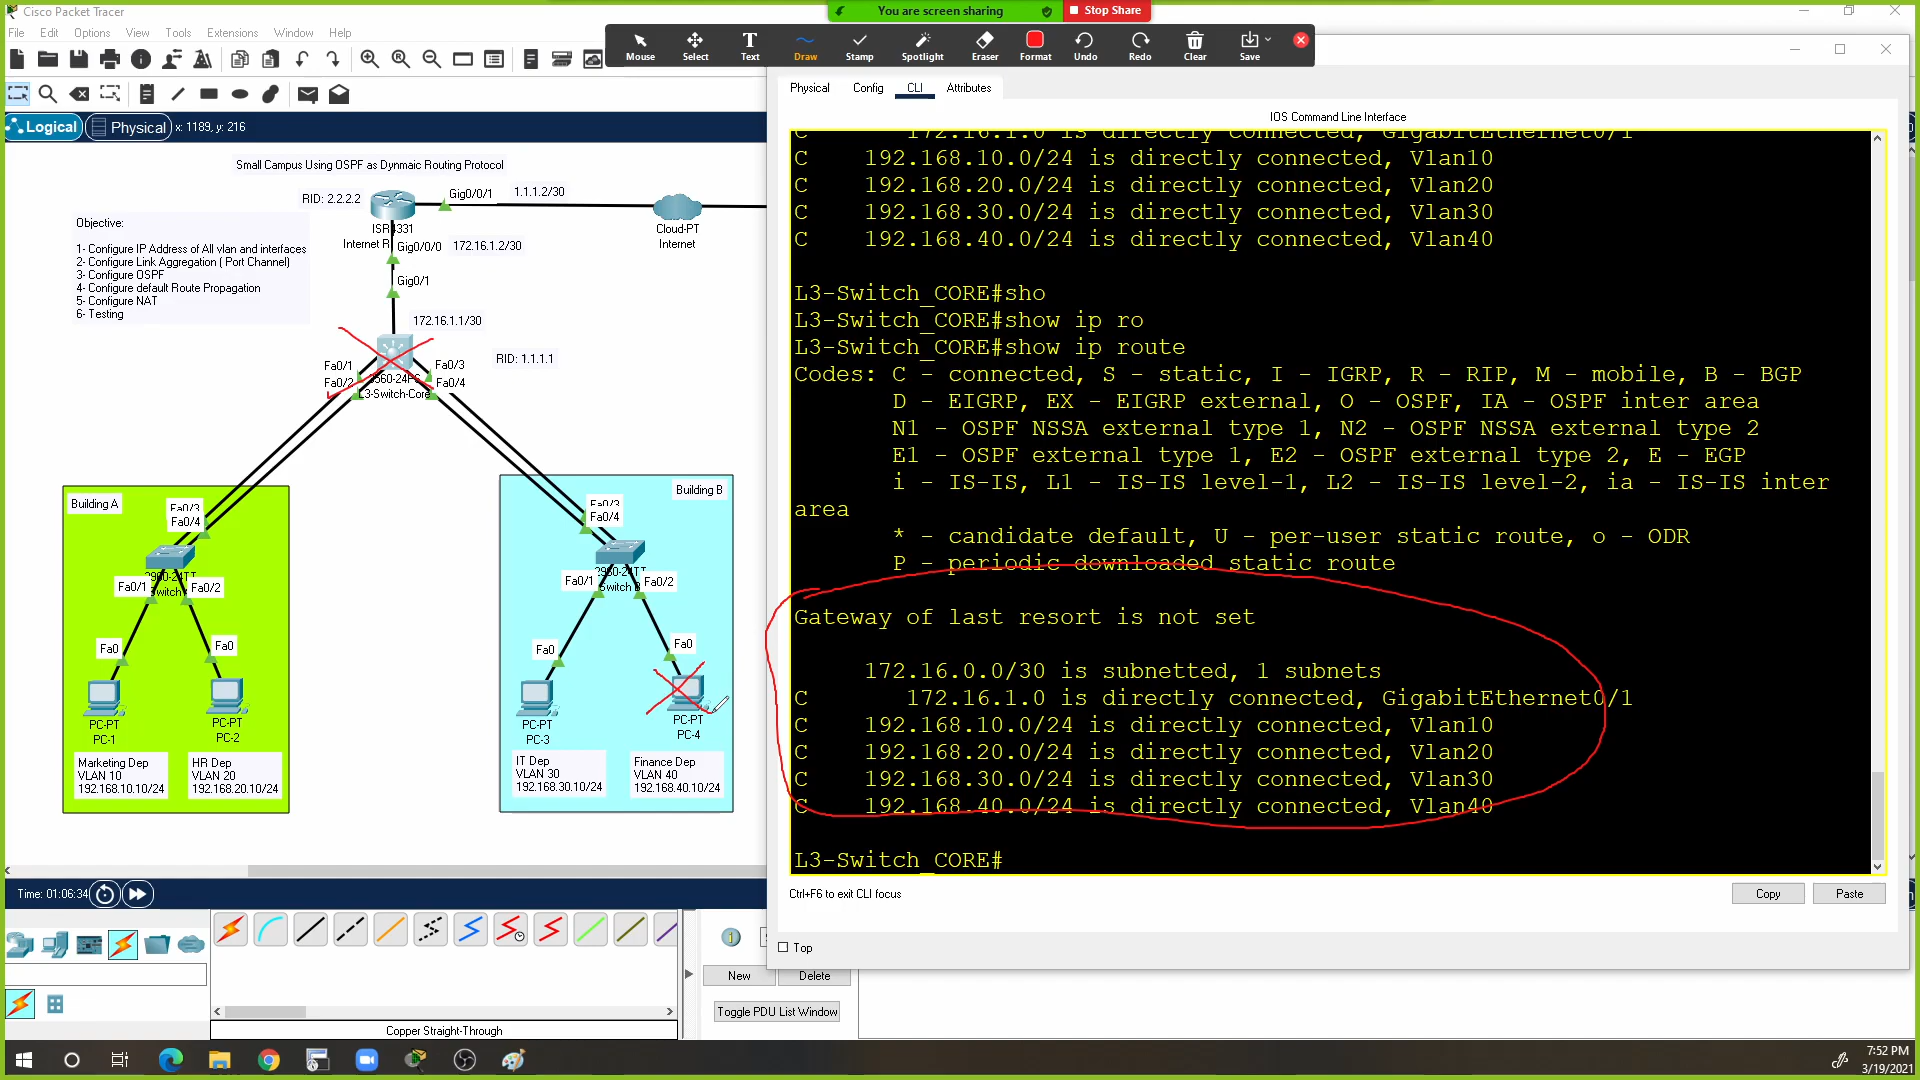 Cisco Packet Tracer
You are screen sharing
Stop Share
File Edit Options View Tools Extensions Window Help
Mouse Select Text Draw Stamp Spotlight Eraser Format Undo Redo Clear Save
Physical Config CLI Attributes
Logical Physical x: 1189, y: 216
IOS Command Line Interface
Small Campus Using OSPF as Dynmaic Routing Protocol
RID: 2.2.2.2
Gig0/0/1
1.1.1.2/30
ISR4331
Internet R
Gig0/0/0
172.16.1.2/30
Cloud-PT
Internet
Objective:
1- Configure IP Address of All vlan and interfaces
2- Configure Link Aggregation ( Port Channel)
3- Configure OSPF
4- Configure default Route Propagation
5- Configure NAT
6- Testing
Gig0/1
172.16.1.1/30
RID: 1.1.1.1
Fa0/1
Fa0/2
Fa0/3
Fa0/4
3560-24PS
L3-Switch-Core
Building A
Fa0/3
Fa0/4
Fa0/1
Fa0/2
2960-24TT
Switch
Fa0
Fa0
PC-PT
PC-1
PC-PT
PC-2
Marketing Dep
VLAN 10
192.168.10.10/24
HR Dep
VLAN 20
192.168.20.10/24
Building B
Fa0/3
Fa0/4
Fa0/1
Fa0/2
2960-24TT
Switch B
Fa0
Fa0
PC-PT
PC-3
PC-PT
PC-4
IT Dep
VLAN 30
192.168.30.10/24
Finance Dep
VLAN 40
192.168.40.10/24
C 172.16.1.0 is directly connected, GigabitEthernet0/1
C 192.168.10.0/24 is directly connected, Vlan10
C 192.168.20.0/24 is directly connected, Vlan20
C 192.168.30.0/24 is directly connected, Vlan30
C 192.168.40.0/24 is directly connected, Vlan40
L3-Switch_CORE#sho
L3-Switch_CORE#show ip ro
L3-Switch_CORE#show ip route
Codes: C - connected, S - static, I - IGRP, R - RIP, M - mobile, B - BGP
D - EIGRP, EX - EIGRP external, O - OSPF, IA - OSPF inter area
N1 - OSPF NSSA external type 1, N2 - OSPF NSSA external type 2
E1 - OSPF external type 1, E2 - OSPF external type 2, E - EGP
i - IS-IS, L1 - IS-IS level-1, L2 - IS-IS level-2, ia - IS-IS inter
area
* - candidate default, U - per-user static route, o - ODR
P - periodic downloaded static route
Gateway of last resort is not set
172.16.0.0/30 is subnetted, 1 subnets
C 172.16.1.0 is directly connected, GigabitEthernet0/1
C 192.168.10.0/24 is directly connected, Vlan10
C 192.168.20.0/24 is directly connected, Vlan20
C 192.168.30.0/24 is directly connected, Vlan30
C 192.168.40.0/24 is directly connected, Vlan40
L3-Switch_CORE#
Ctrl+F6 to exit CLI focus
Copy
Paste
Top
Time: 01:06:34
New
Delete
Toggle PDU List Window
Copper Straight-Through
7:52 PM
3/19/2021